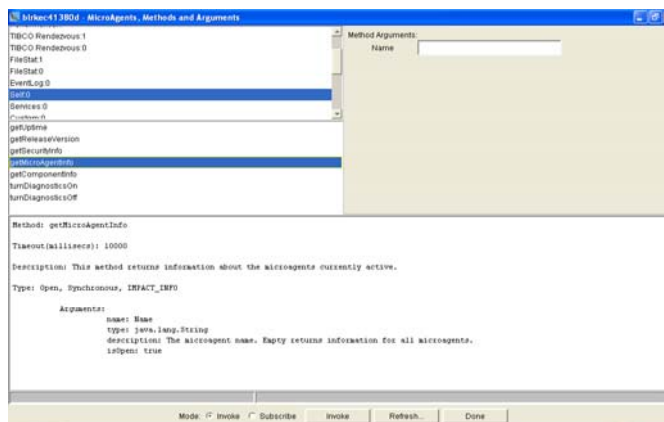 blrkec41380d - MicroAgents, Methods and Arguments
TIBCO Rendezvous:1
TIBCO Rendezvous:0
FileStat:1
FileStat:0
EventLog:0
Self:0
Services:0
Custom:0
getUptime
getReleaseVersion
getSecurityInfo
getMicroAgentInfo
getComponentInfo
turnDiagnosticsOn
turnDiagnosticsOff
Method Arguments:
Name
Method: getMicroAgentInfo
Timeout(millisecs): 10000
Description: This method returns information about the microagents currently active.
Type: Open, Synchronous, IMPACT_INFO
Arguments:
name: Name
type: java.lang.String
description: The microagent name. Empty returns information for all microagents.
isOpen: true
Mode: Invoke Subscribe Invoke Refresh... Done